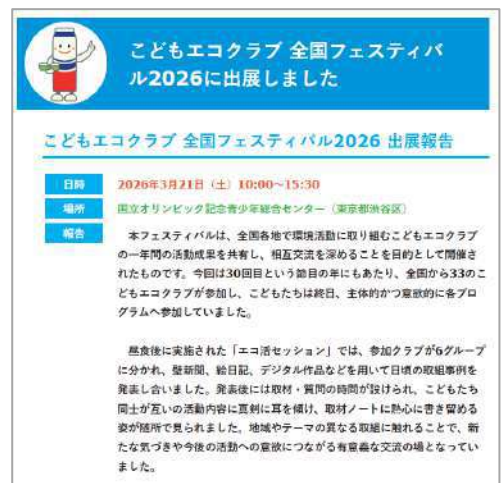 こどもエコクラブ 全国フェスティバ
ル2026に出展しました
こどもエコクラブ 全国フェスティバル2026 出展報告
日時 2026年3月21日（土）10:00～15:30
場所 国立オリンピック記念青少年総合センター（東京都渋谷区）
報告 本フェスティバルは、全国各地で環境活動に取り組むこどもエコクラブ
の一年間の活動成果を共有し、相互交流を深めることを目的として開催さ
れたものです。今回は30回目という節目の年にもあたり、全国から33のこ
どもエコクラブが参加し、こどもたちは終日、主体的かつ意欲的に各プロ
グラムへ参加していました。
昼食後に実施された「エコ活セッション」では、参加クラブが6グループ
に分かれ、壁新聞、絵日記、デジタル作品などを用いて日頃の取組事例を
発表し合いました。発表後には取材・質問の時間が設けられ、こどもたち
同士が互いの活動内容に真剣に耳を傾け、取材ノートに熱心に書き留める
姿が随所で見られました。地域やテーマの異なる取組に触れることで、新
たな気づきや今後の活動への意欲につながる有意義な交流の場となってい
ました。